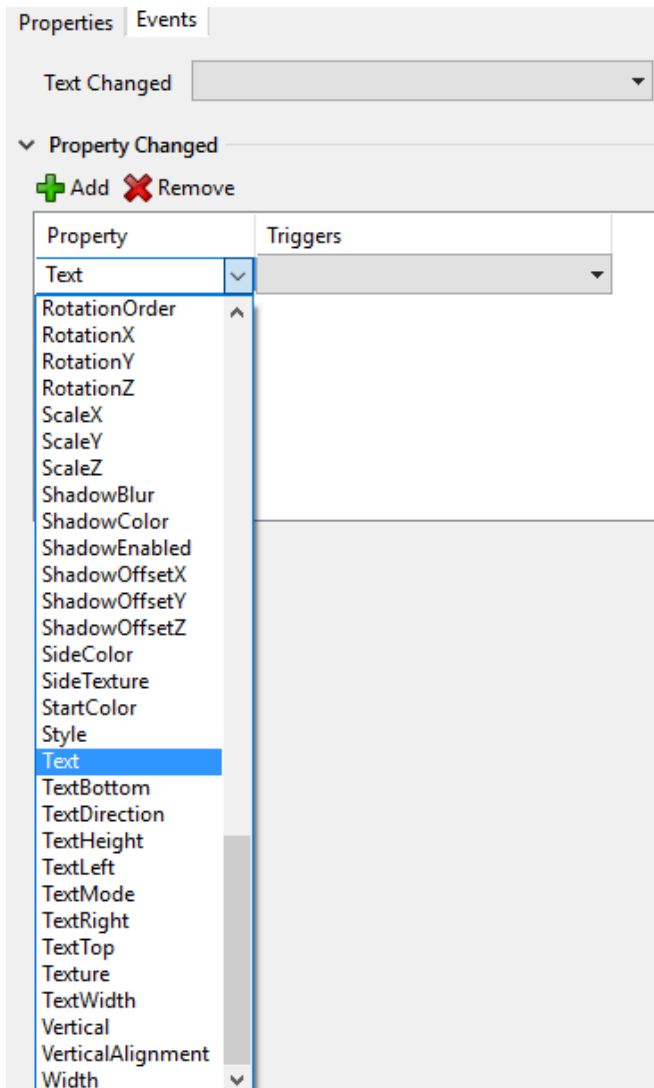 Properties Events
Text Changed
Property Changed
Add Remove
Property Triggers
Text
RotationOrder
RotationX
RotationY
RotationZ
ScaleX
ScaleY
ScaleZ
ShadowBlur
ShadowColor
ShadowEnabled
ShadowOffsetX
ShadowOffsetY
ShadowOffsetZ
SideColor
SideTexture
StartColor
Style
Text
TextBottom
TextDirection
TextHeight
TextLeft
TextMode
TextRight
TextTop
Texture
TextWidth
Vertical
VerticalAlignment
Width